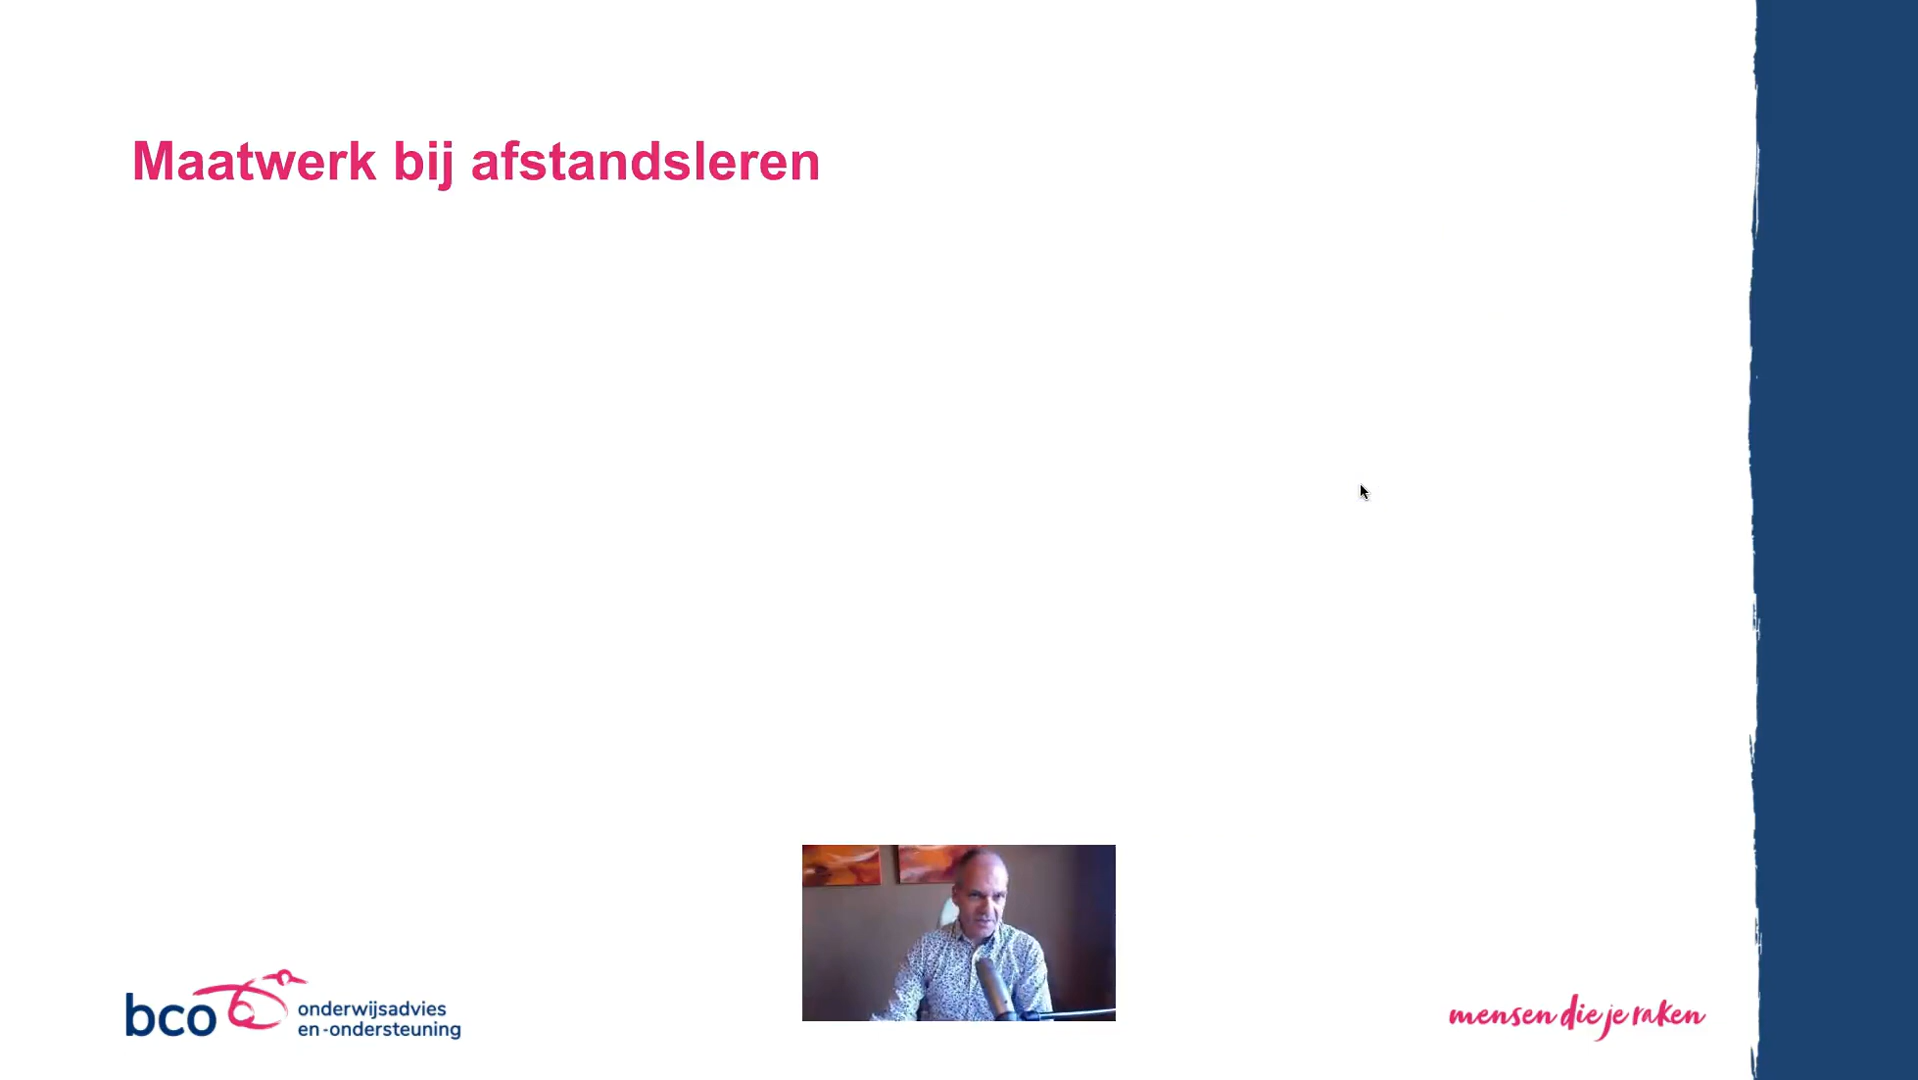 Maatwerk bij afstandsleren
bco
onderwijsadvies
en-ondersteuning
mensen die je raken